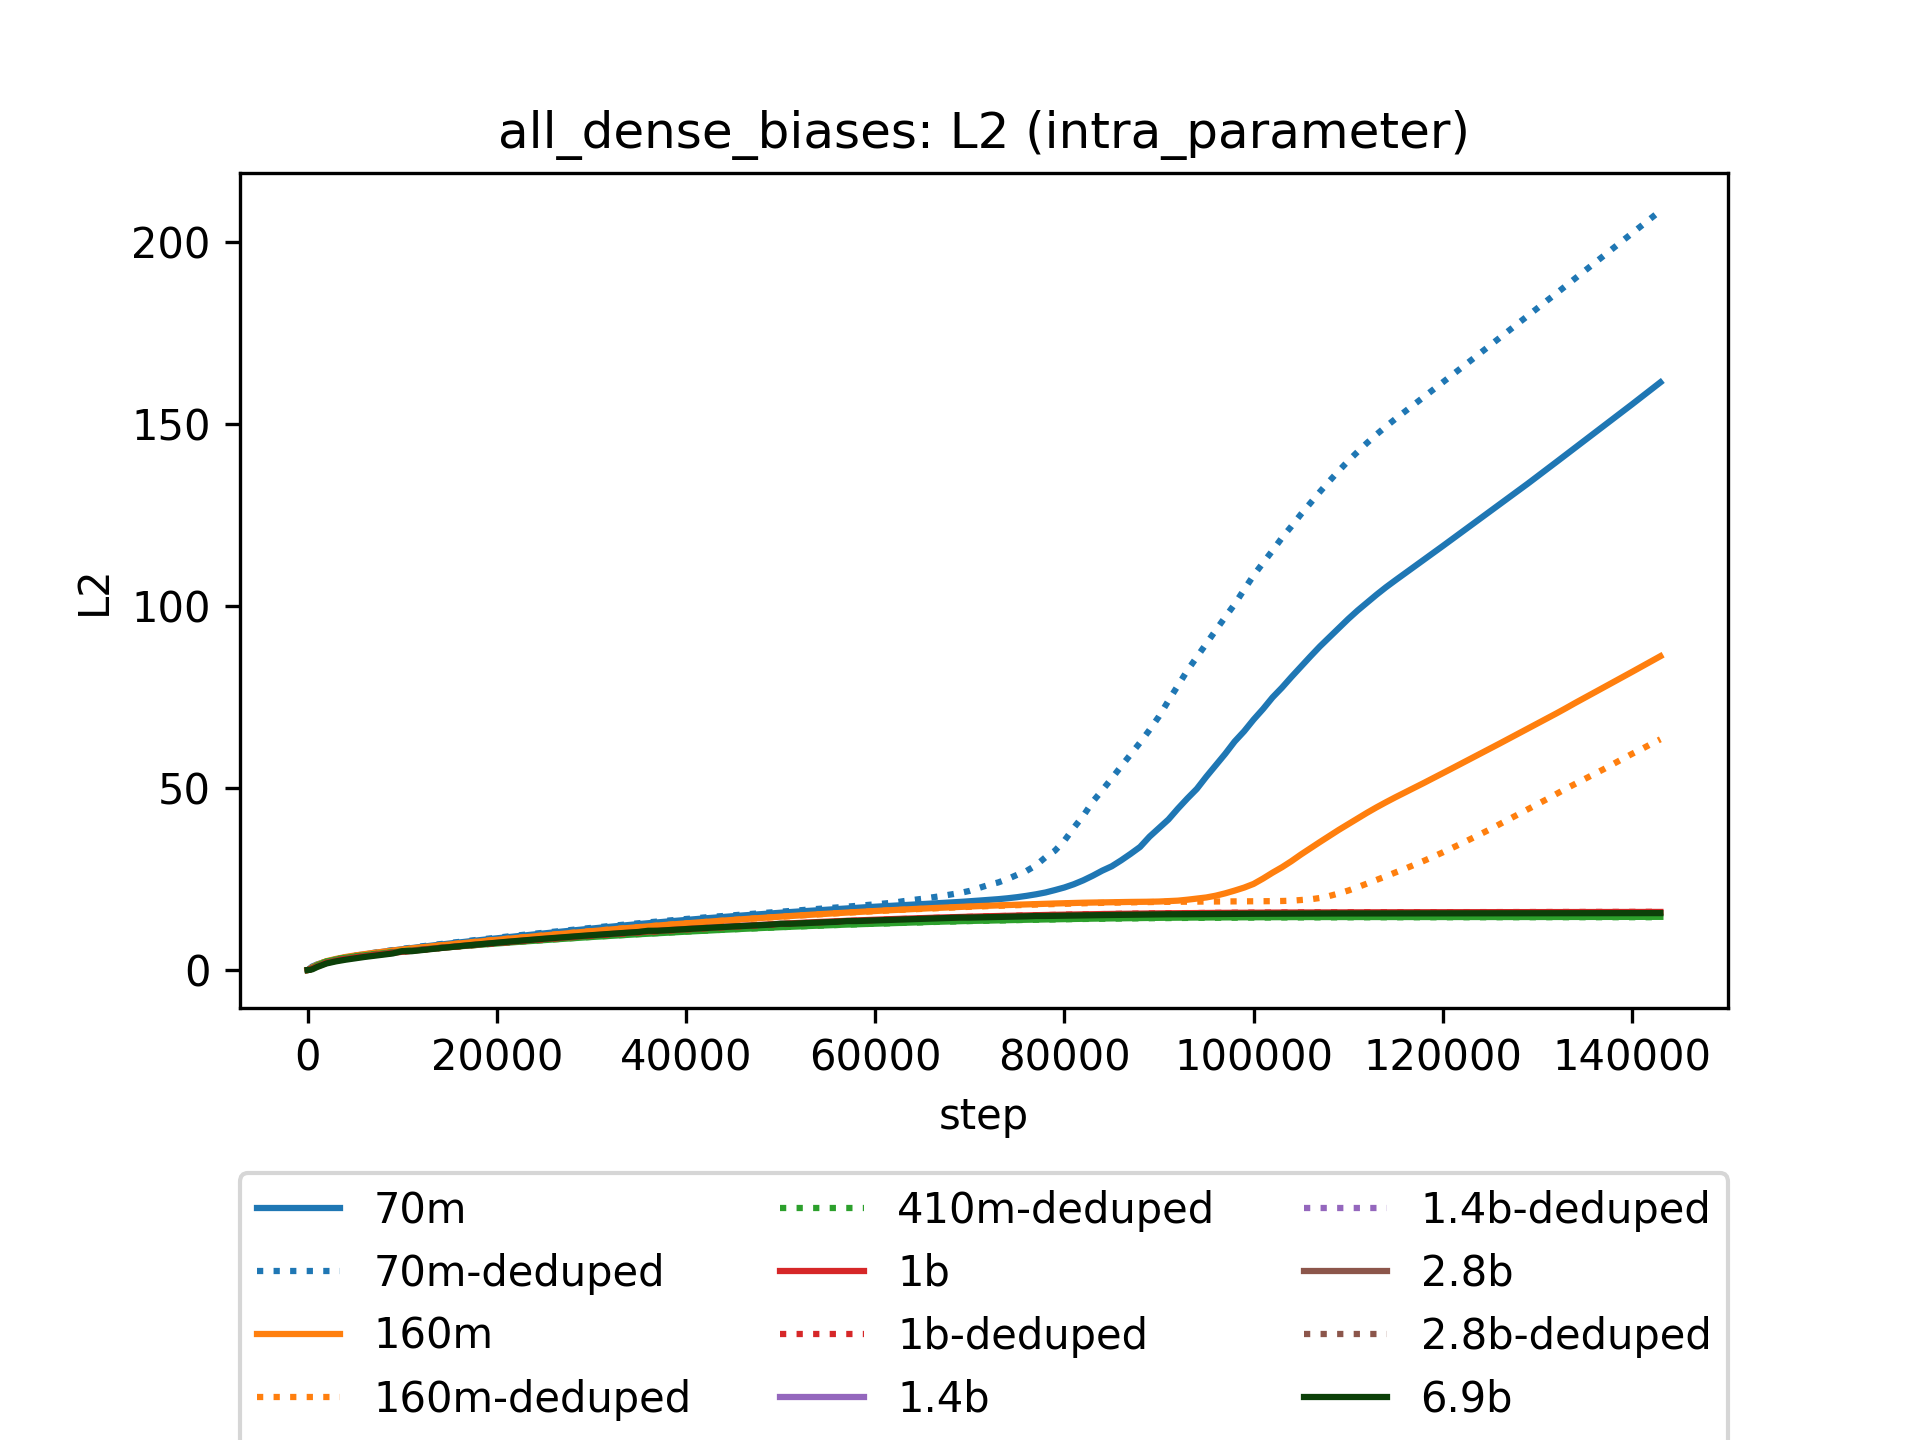 all_dense_biases: L2 (intra_parameter)
200
150
100
50
0
L2
0 20000 40000 60000 80000 100000 120000 140000
step
70m 410m-deduped 1.4b-deduped
70m-deduped 1b 2.8b
160m 1b-deduped 2.8b-deduped
160m-deduped 1.4b 6.9b